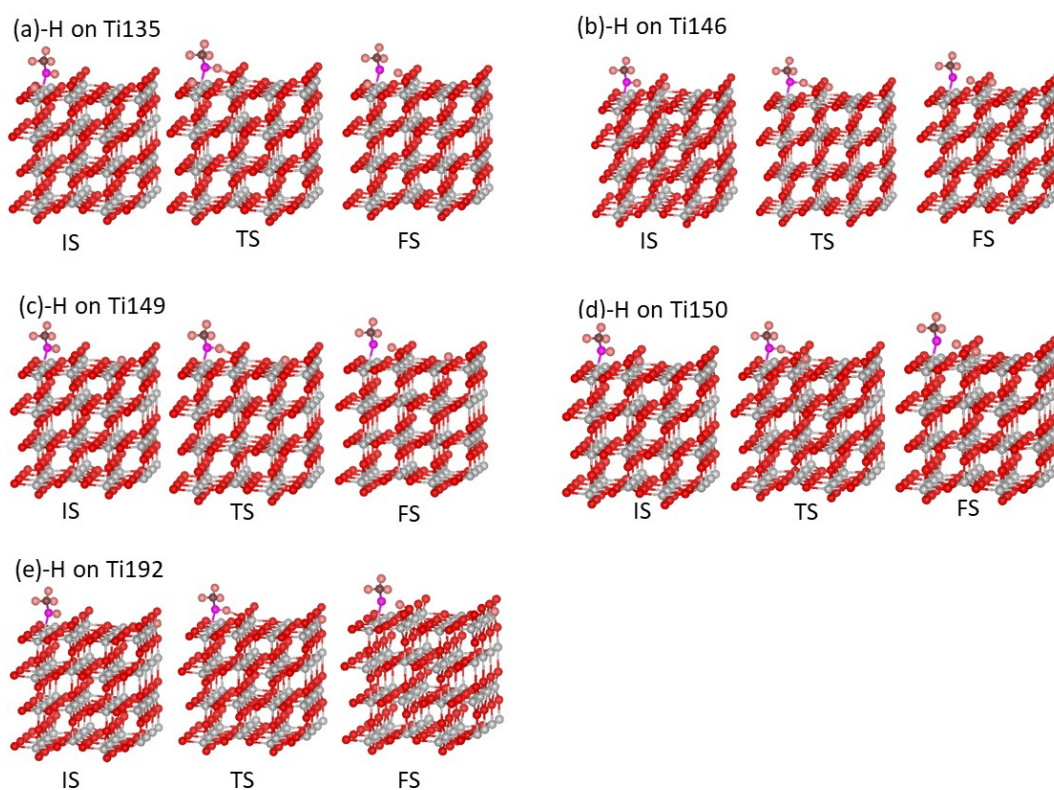 (a)-H on Ti135
IS
TS
FS
(b)-H on Ti146
IS
TS
FS
(c)-H on Ti149
IS
TS
FS
(d)-H on Ti150
IS
TS
FS
(e)-H on Ti192
IS
TS
FS